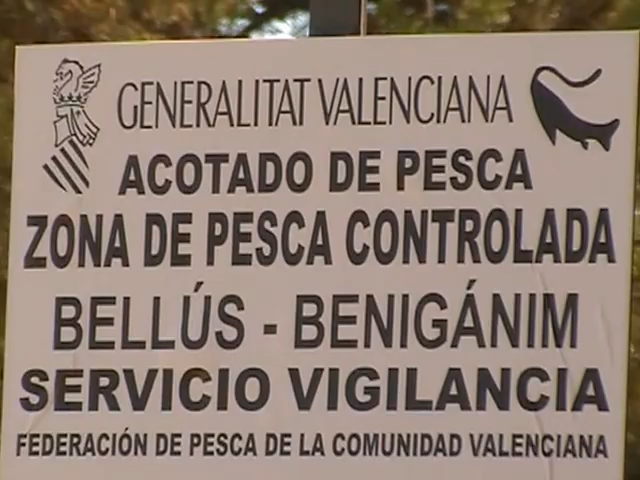 GENERALITAT VALENCIANA
ACOTADO DE PESCA
ZONA DE PESCA CONTROLADA
BELLÚS - BENIGÁNIM
SERVICIO VIGILANCIA
FEDERACIÓN DE PESCA DE LA COMUNIDAD VALENCIANA